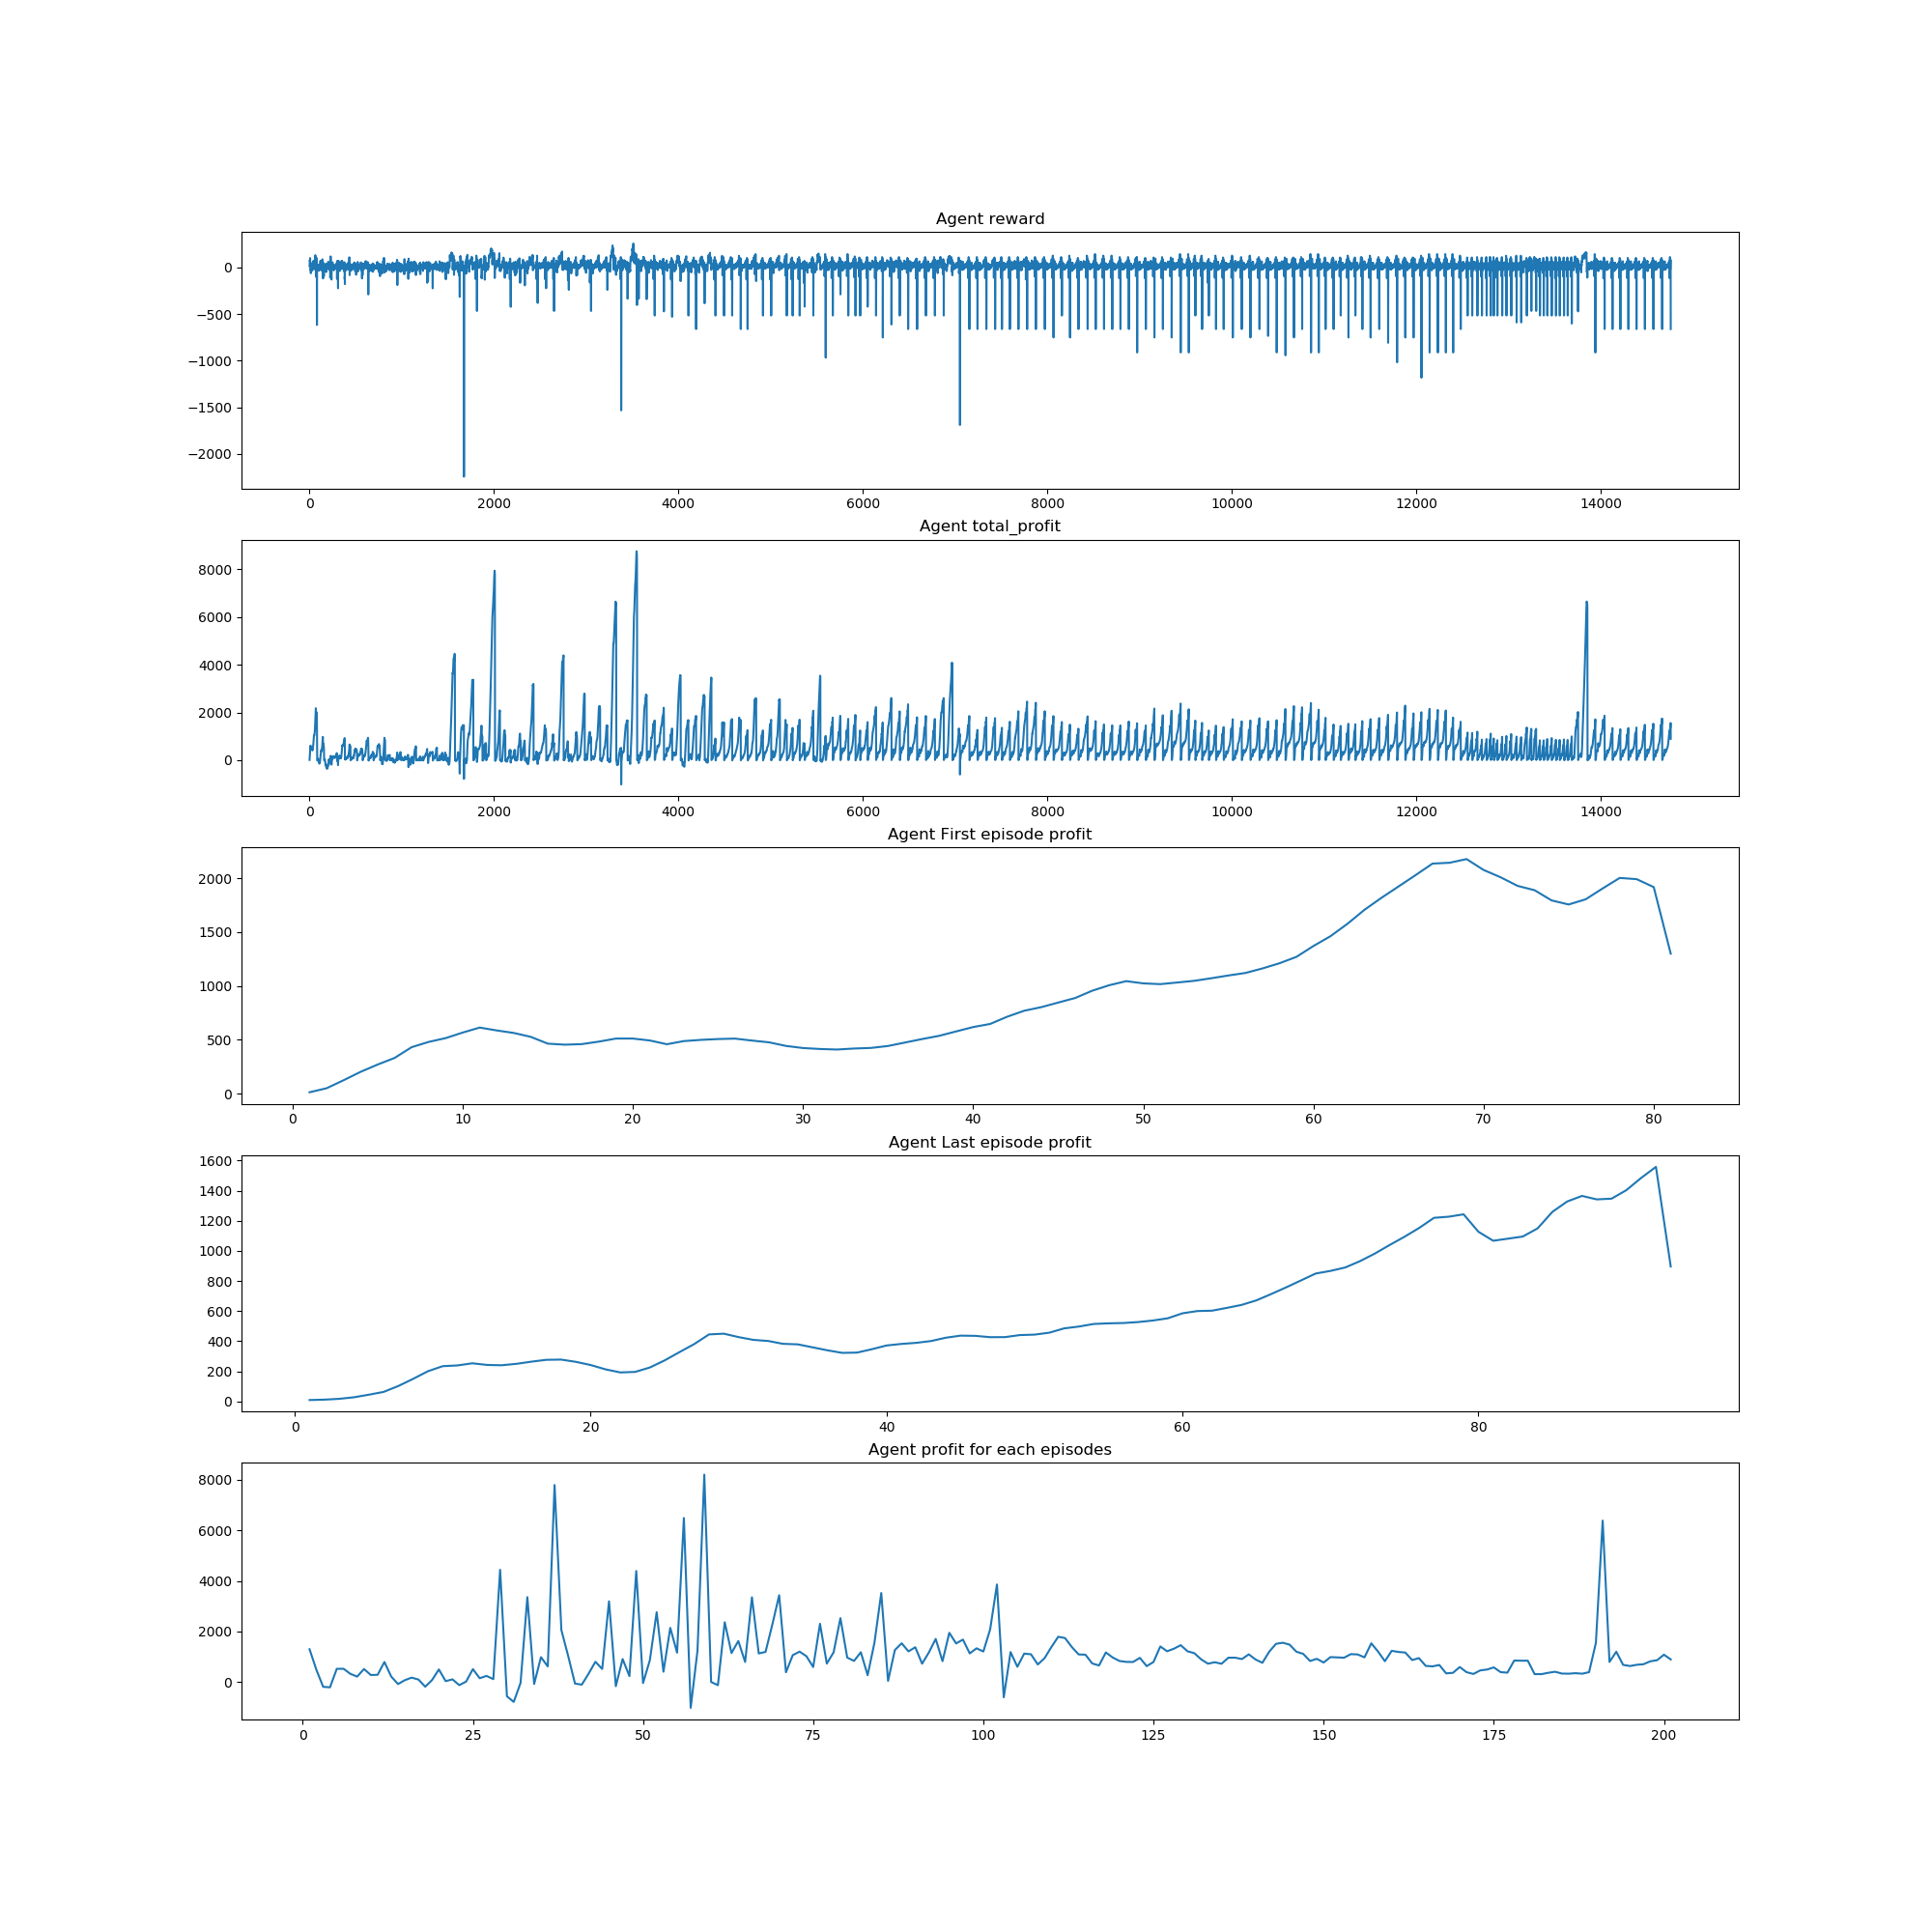 Agent reward
0
−500
−1000
−1500
−2000
0 2000 4000 6000 8000 10000 12000 14000
Agent total_profit
8000
6000
4000
2000
0
0 2000 4000 6000 8000 10000 12000 14000
Agent First episode profit
2000
1500
1000
500
0
0 10 20 30 40 50 60 70 80
Agent Last episode profit
1600
1400
1200
1000
800
600
400
200
0
0 20 40 60 80
Agent profit for each episodes
8000
6000
4000
2000
0
0 25 50 75 100 125 150 175 200